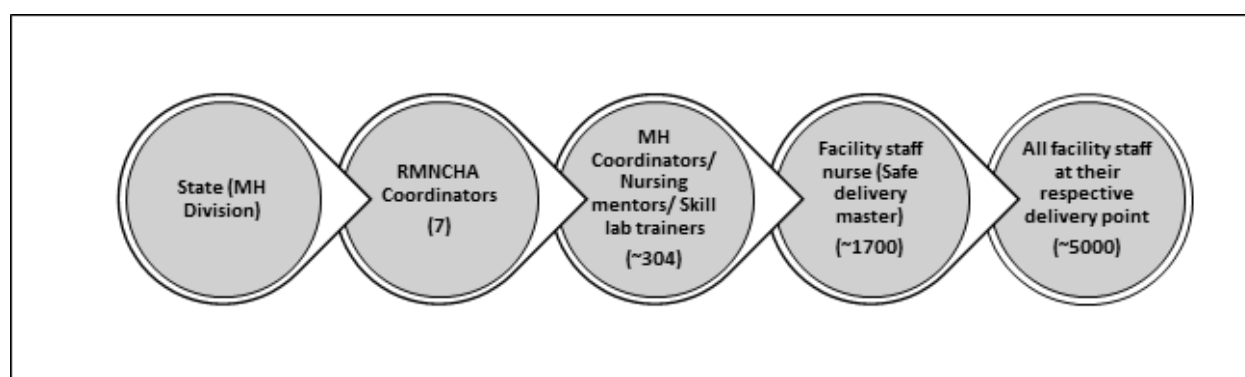 State (MH
Division)
RMNCHA
Coordinators
(7)
MH
Coordinators/
Nursing
mentors/ Skill
lab trainers
(~304)
Facility staff
nurse (Safe
delivery
master)
(~1700)
All facility staff
at their
respective
delivery point
(~5000)